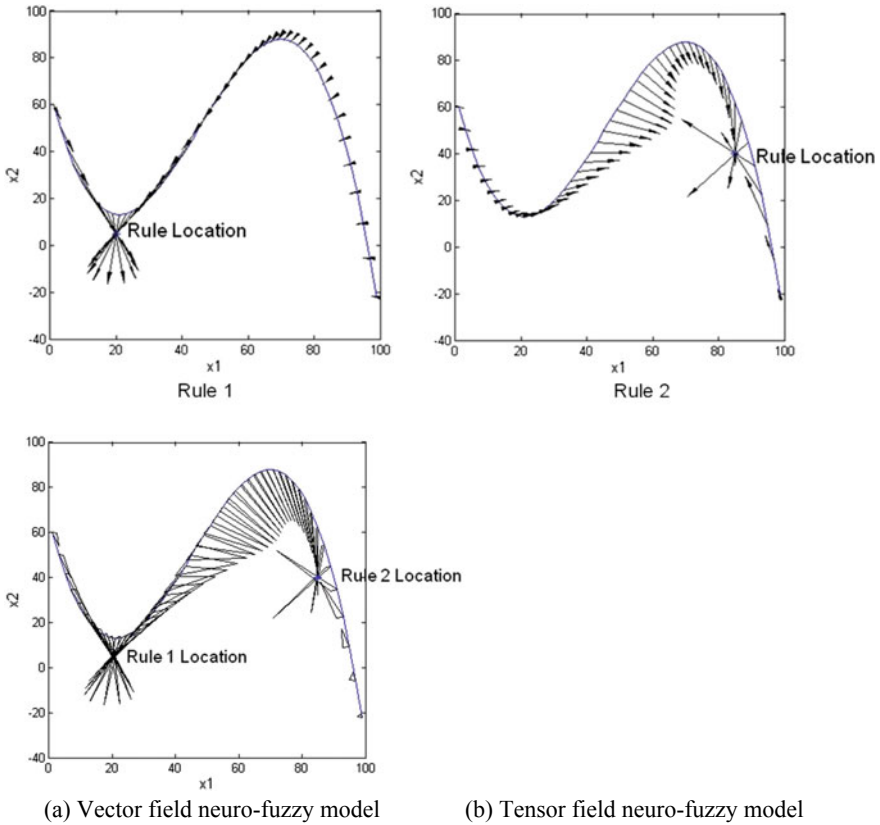 100
80
60
40
20
0
-20
-40
x2
Rule Location
0 20 40 60 80 100
x1
Rule 1
100
80
60
40
20
0
-20
-40
x2
Rule Location
0 20 40 60 80 100
x1
Rule 2
100
80
60
40
20
0
20
-40
x2
Rule 2 Location
Rule 1 Location
0 20 40 60 80 100
x1
(a) Vector field neuro-fuzzy model
(b) Tensor field neuro-fuzzy model